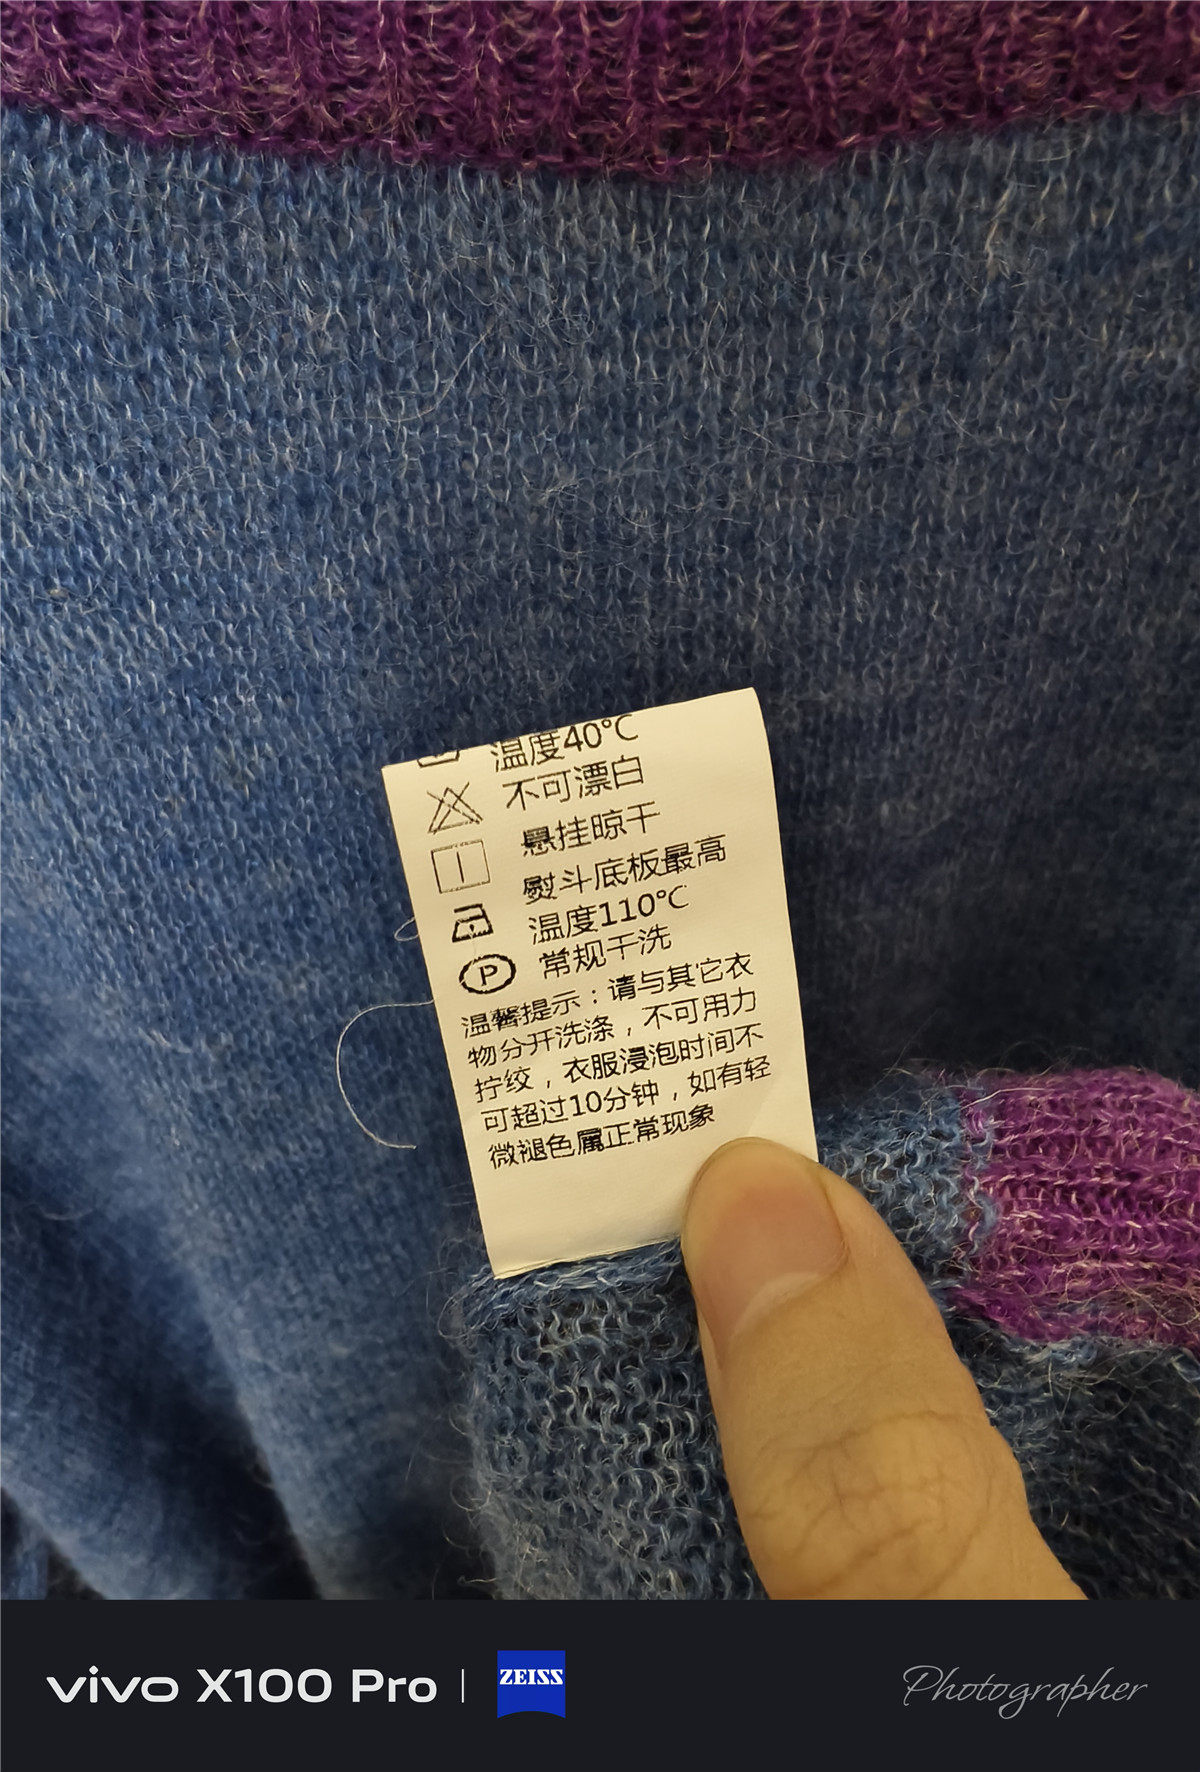 温度40℃
不可漂白
悬挂晾干
熨斗底板最高
温度110℃
P 常规干洗
温馨提示：请与其它衣
物分开洗涤，不可用力
拧绞，衣服浸泡时间不
可超过10分钟，如有轻
微褪色属正常现象
vivo X100 Pro | ZEISS
Photographer